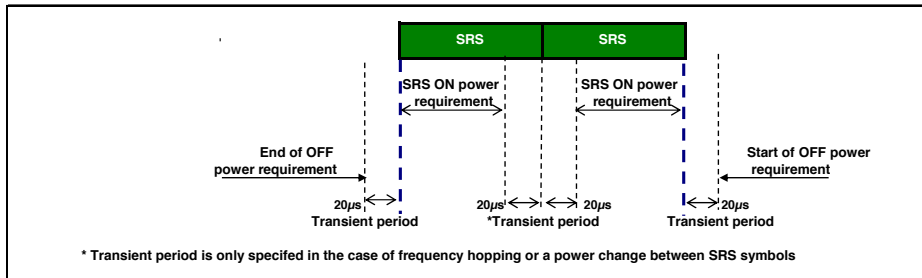 SRS SRS
SRS ON power
requirement
SRS ON power
requirement
End of OFF
power requirement
Start of OFF power
requirement
20µs 20µs 20µs 20µs
Transient period *Transient period Transient period
* Transient period is only specifed in the case of frequency hopping or a power change between SRS symbols